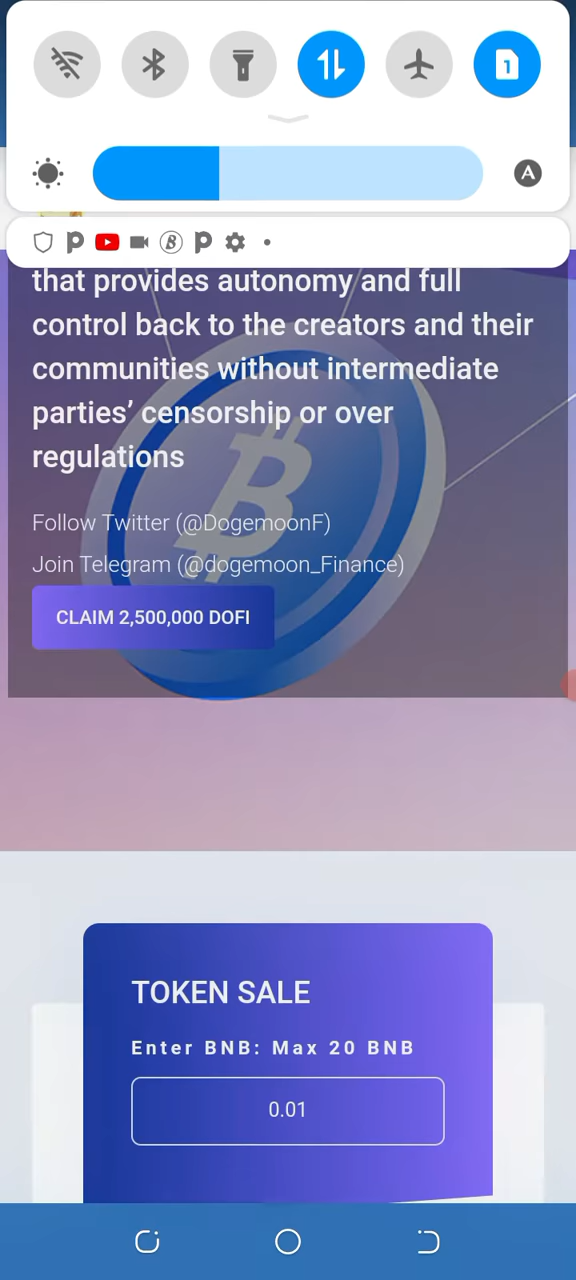 1
A
that provides autonomy and full
control back to the creators and their
communities without intermediate
parties’ censorship or over
regulations
Follow Twitter (@DogemoonF)
Join Telegram (@dogemoon_Finance)
CLAIM 2,500,000 DOFI
TOKEN SALE
Enter BNB: Max 20 BNB
0.01